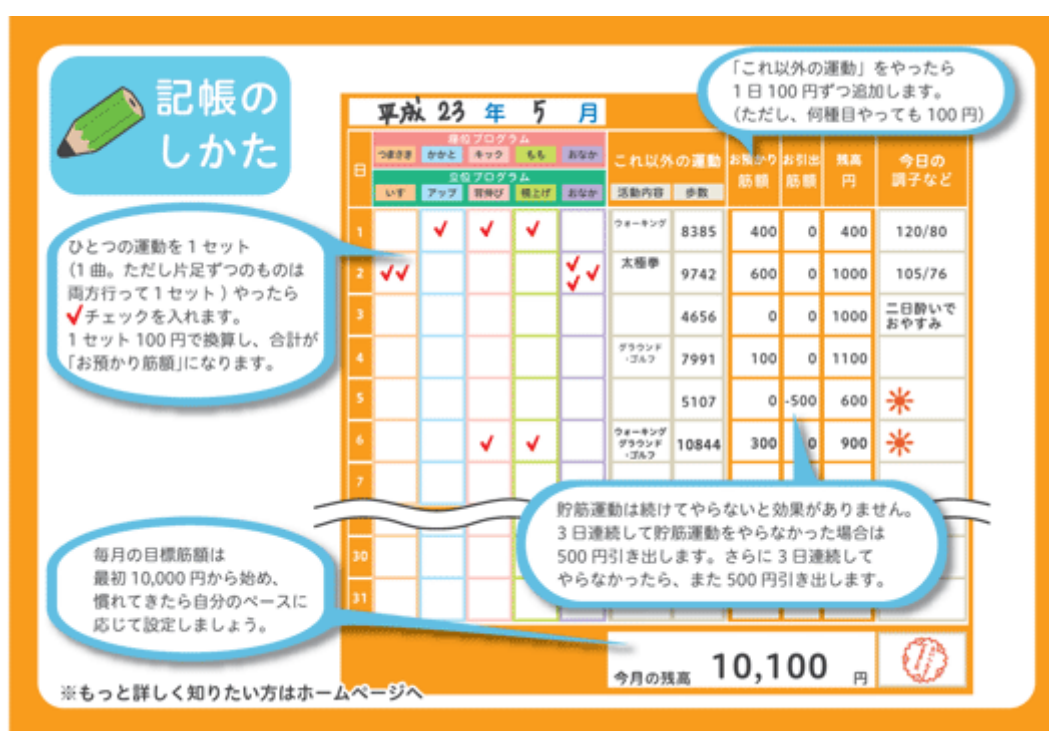 記帳の
しかた
「これ以外の運動」をやったら
1日100円ずつ追加します。
(ただし、何種目やっても100円)
平成 23 年 5 月
日
座位プログラム
つまさき かかと キック もも おなか
立位プログラム
いす アップ 背伸び 横上げ おなか
これ以外の運動
活動内容 歩数
お預かり
筋額
お引出
筋額
残高
円
今日の
調子など
1 ✓ ✓ ✓ ウォーキング 8385 400 0 400 120/80
2 ✓✓ ✓✓✓ 太極拳 9742 600 0 1000 105/76
3 4656 0 0 1000 二日酔いで
おやすみ
4 グラウンド
・ゴルフ 7991 100 0 1100
5 5107 0 -500 600
6 ✓ ✓ ウォーキング
グラウンド
・ゴルフ 10844 300 0 900
7
30
31
ひとつの運動を1セット
(1曲。ただし片足ずつのものは
両方行って1セット)やったら
✓チェックを入れます。
1セット100円で換算し、合計が
「お預かり筋額」になります。
貯筋運動は続けてやらないと効果がありません。
3日連続して貯筋運動をやらなかった場合は
500円引き出します。さらに3日連続して
やらなかったら、また500円引き出します。
毎月の目標筋額は
最初10,000円から始め、
慣れてきたら自分のペースに
応じて設定しましょう。
今月の残高 10,100 円
※もっと詳しく知りたい方はホームページへ